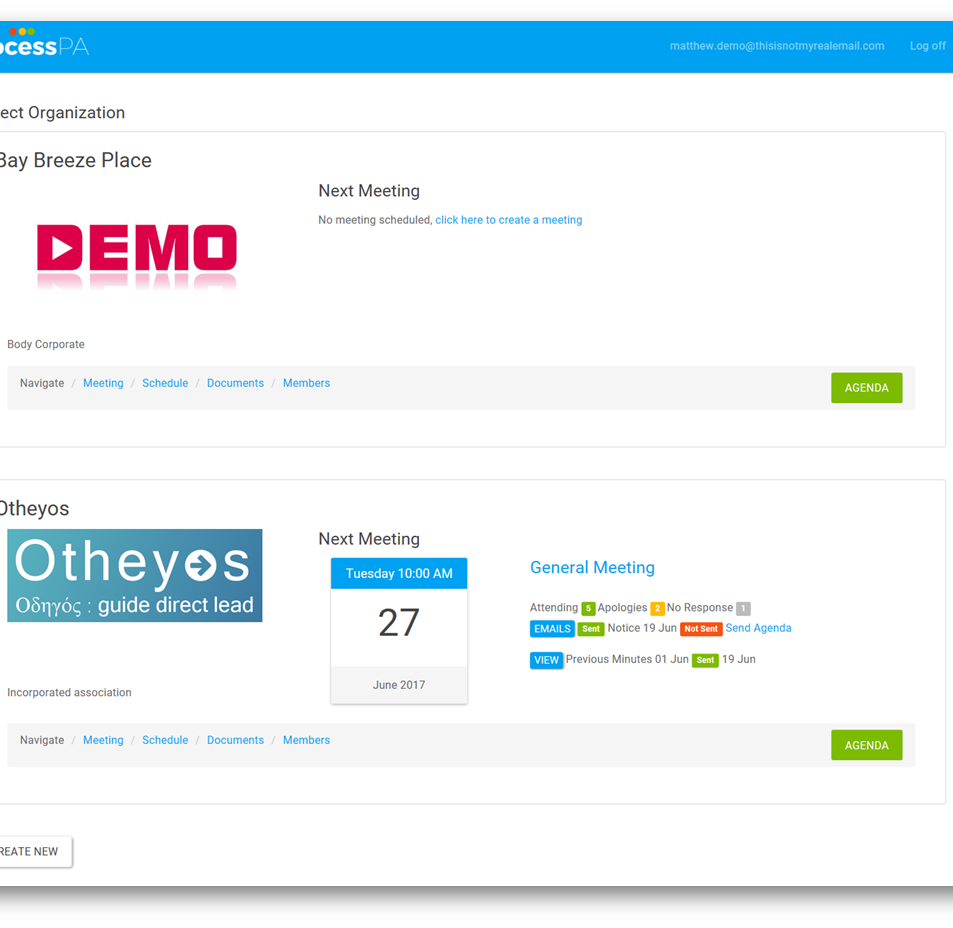 ocessPA
matthew.demo@thisisnotmyrealemail.com Log off
ect Organization
Bay Breeze Place
Next Meeting
No meeting scheduled, click here to create a meeting
DEMO
Body Corporate
Navigate / Meeting / Schedule / Documents / Members
AGENDA
Otheyos
Otheyos
Οδηγός : guide direct lead
Next Meeting
Tuesday 10:00 AM
27
June 2017
General Meeting
Attending 5 Apologies 2 No Response 1
EMAILS Sent Notice 19 Jun Not Sent Send Agenda
VIEW Previous Minutes 01 Jun Sent 19 Jun
Incorporated association
Navigate / Meeting / Schedule / Documents / Members
AGENDA
REATE NEW